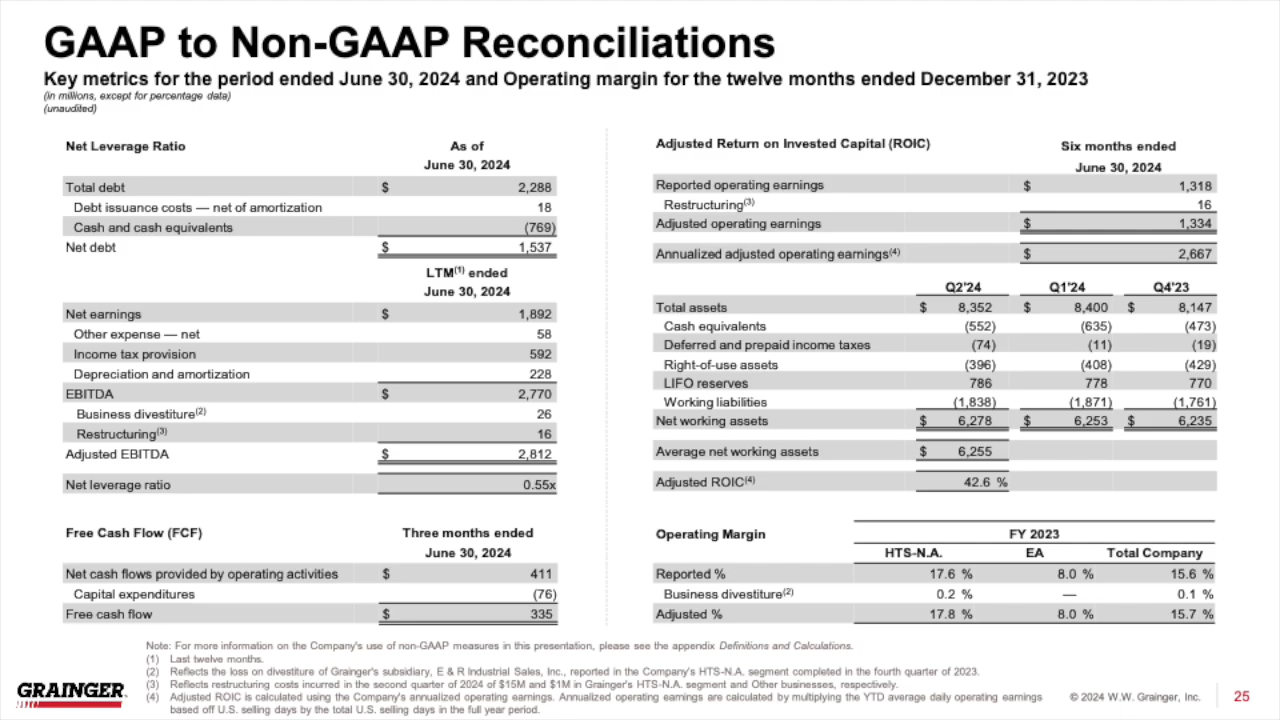 GAAP to Non-GAAP Reconciliations
Key metrics for the period ended June 30, 2024 and Operating margin for the twelve months ended December 31, 2023
(in millions, except for percentage data)
(unaudited)
Net Leverage Ratio As of
June 30, 2024
Total debt $ 2,288
Debt issuance costs — net of amortization 18
Cash and cash equivalents (769)
Net debt $ 1,537
LTM(1) ended
June 30, 2024
Net earnings $ 1,892
Other expense — net 58
Income tax provision 592
Depreciation and amortization 228
EBITDA $ 2,770
Business divestiture(2) 26
Restructuring(3) 16
Adjusted EBITDA $ 2,812
Net leverage ratio 0.55x
Free Cash Flow (FCF) Three months ended
June 30, 2024
Net cash flows provided by operating activities $ 411
Capital expenditures (76)
Free cash flow $ 335
Adjusted Return on Invested Capital (ROIC) Six months ended
June 30, 2024
Reported operating earnings $ 1,318
Restructuring(3) 16
Adjusted operating earnings $ 1,334
Annualized adjusted operating earnings(4) $ 2,667
Q2'24 Q1'24 Q4'23
Total assets $ 8,352 $ 8,400 $ 8,147
Cash equivalents (552) (635) (473)
Deferred and prepaid income taxes (74) (11) (19)
Right-of-use assets (396) (408) (429)
LIFO reserves 786 778 770
Working liabilities (1,838) (1,871) (1,761)
Net working assets $ 6,278 $ 6,253 $ 6,235
Average net working assets $ 6,255
Adjusted ROIC(4) 42.6 %
Operating Margin FY 2023
HTS-N.A. EA Total Company
Reported % 17.6 % 8.0 % 15.6 %
Business divestiture(2) 0.2 % — 0.1 %
Adjusted % 17.8 % 8.0 % 15.7 %
Note: For more information on the Company's use of non-GAAP measures in this presentation, please see the appendix Definitions and Calculations.
(1) Last twelve months.
(2) Reflects the loss on divestiture of Grainger's subsidiary, E & R Industrial Sales, Inc., reported in the Company's HTS-N.A. segment completed in the fourth quarter of 2023.
(3) Reflects restructuring costs incurred in the second quarter of 2024 of $15M and $1M in Grainger's HTS-N.A. segment and Other businesses, respectively.
(4) Adjusted ROIC is calculated using the Company's annualized operating earnings. Annualized operating earnings are calculated by multiplying the YTD average daily operating earnings
based off U.S. selling days by the total U.S. selling days in the full year period.
GRAINGER
© 2024 W.W. Grainger, Inc.
25